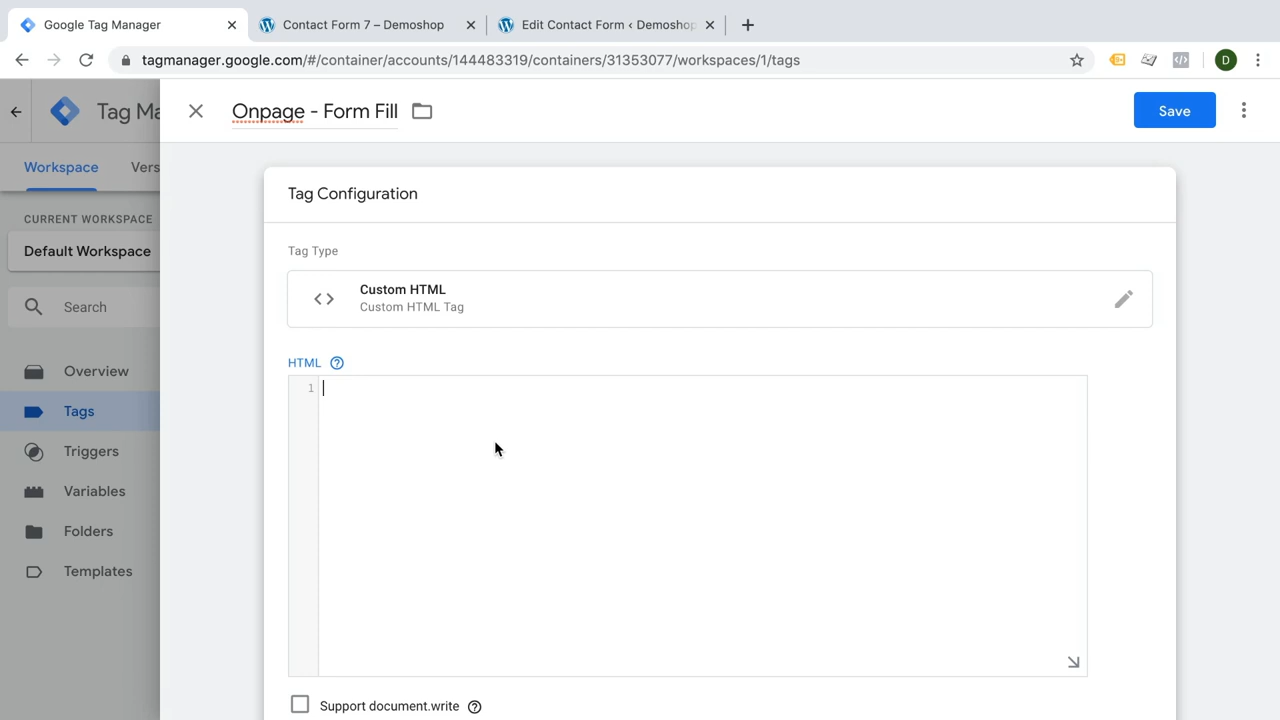 Google Tag Manager
Contact Form 7 – Demoshop
Edit Contact Form ‹ Demoshop
tagmanager.google.com/#/container/accounts/144483319/containers/31353077/workspaces/1/tags
D
Tag Ma
Onpage - Form Fill
Save
Workspace
Vers
Tag Configuration
CURRENT WORKSPACE
Default Workspace
Tag Type
Custom HTML
Custom HTML Tag
Search
HTML
1
Overview
Tags
Triggers
Variables
Folders
Templates
Support document.write